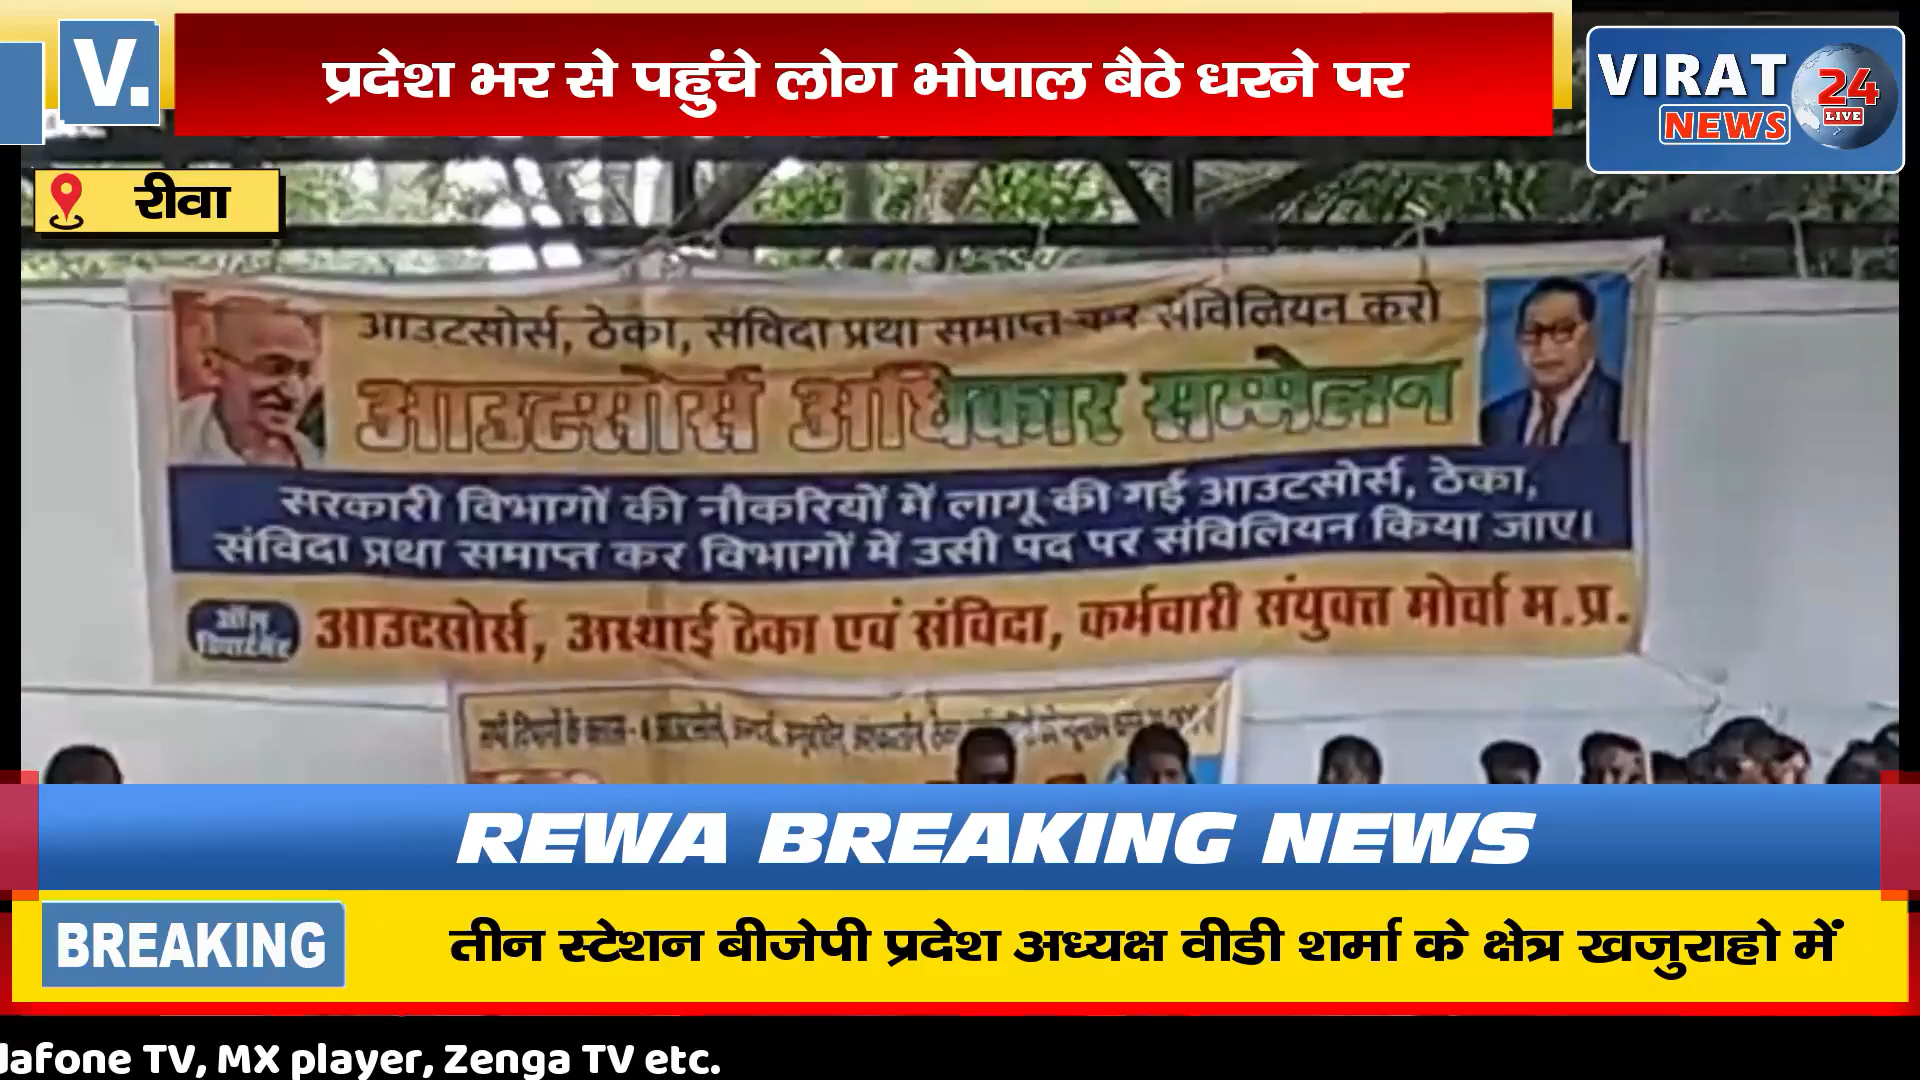 V.
प्रदेश भर से पहुंचे लोग भोपाल बैठे धरने पर
VIRAT
NEWS
24
LIVE
रीवा
आउटसोर्स, ठेका, संविदा प्रथा समाप्त कर संविलियन करो
आउटसोर्स अधिकार सम्मेलन
सरकारी विभागों की नौकरियों में लागू की गई आउटसोर्स, ठेका,
संविदा प्रथा समाप्त कर विभागों में उसी पद पर संविलियन किया जाए।
ऑल
डिपार्टमेंट
आउटसोर्स, अस्थाई ठेका एवं संविदा, कर्मचारी संयुक्त मोर्चा म.प्र.
REWA BREAKING NEWS
BREAKING
तीन स्टेशन बीजेपी प्रदेश अध्यक्ष वीडी शर्मा के क्षेत्र खजुराहो में
dafone TV, MX player, Zenga TV etc.